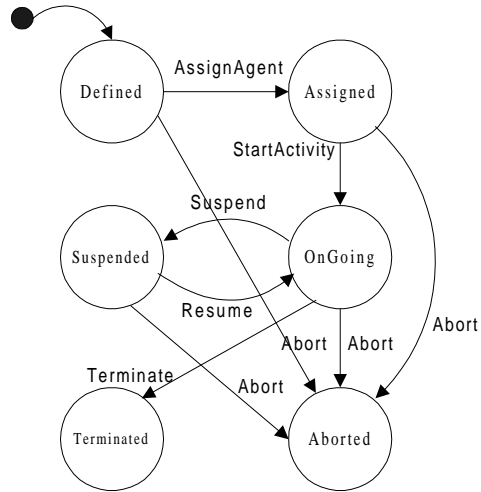 AssignAgent
Defined
Assigned
StartActivity
Suspend
Suspended
OnGoing
Resume
Abort
Abort
Abort
Terminate
Abort
Terminated
Aborted